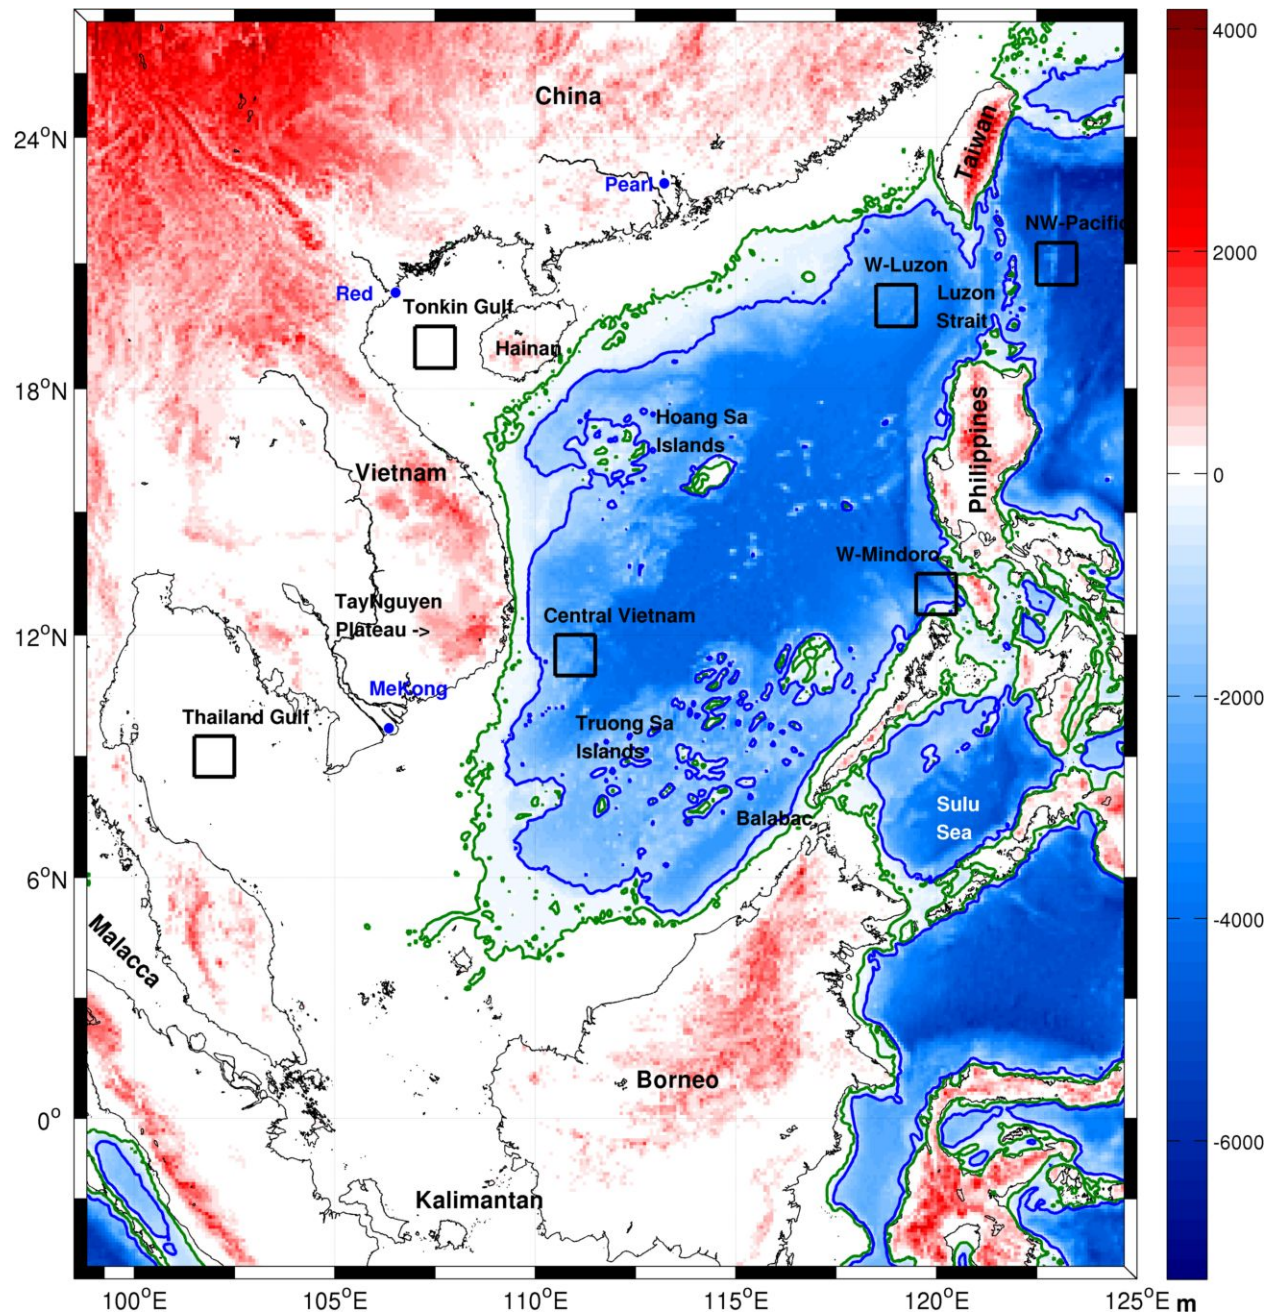 China
24°N
Taiwan
Pearl
NW-Pacific
W-Luzon
Luzon
Strait
Red
Tonkin Gulf
Hainan
18°N
Hoang Sa
Islands
Philippines
Vietnam
W-Mindoro
TayNguyen
Plateau ->
Central Vietnam
12°N
MeKong
Thailand Gulf
Truong Sa
Islands
Balabac
Sulu
Sea
6°N
Malacca
Borneo
0°
Kalimantan
100°E
105°E
110°E
115°E
120°E
125°E
m
4000
2000
0
-2000
-4000
-6000